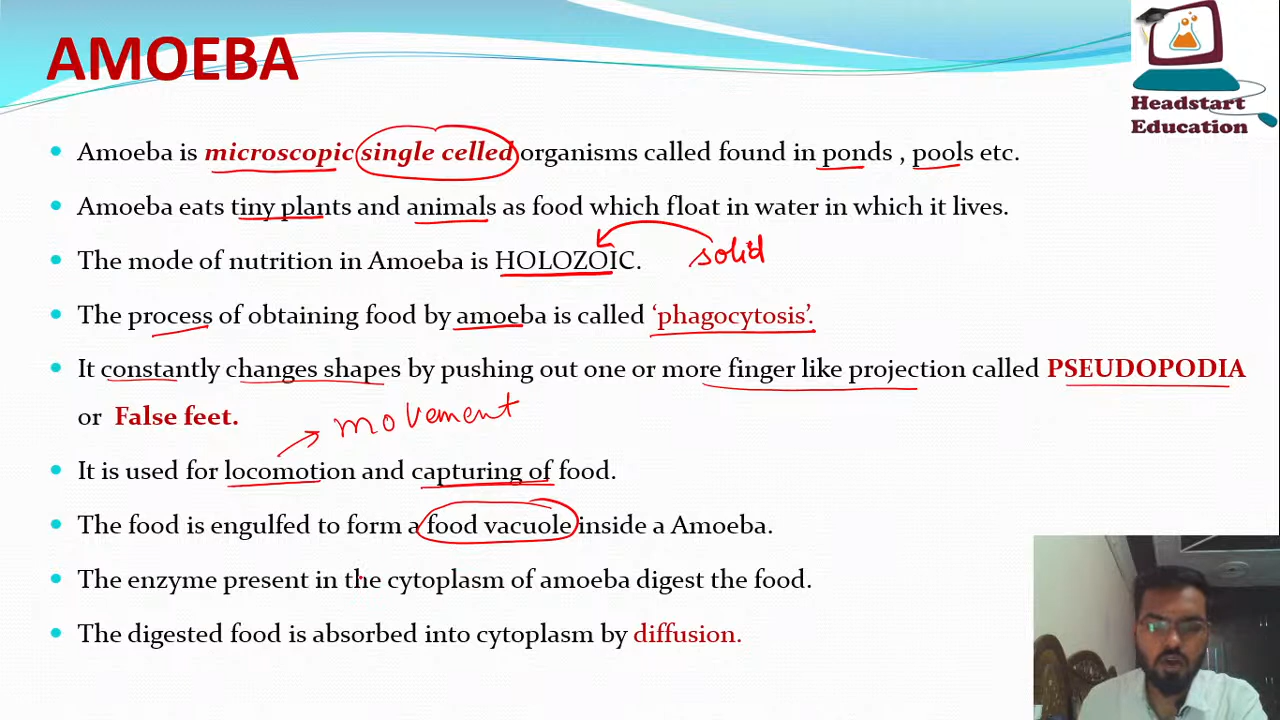 AMOEBA
Headstart
Education
• Amoeba is microscopic single celled organisms called found in ponds , pools etc.
• Amoeba eats tiny plants and animals as food which float in water in which it lives.
• The mode of nutrition in Amoeba is HOLOZOIC. solid
• The process of obtaining food by amoeba is called ‘phagocytosis’.
• It constantly changes shapes by pushing out one or more finger like projection called PSEUDOPODIA
or False feet.
movement
• It is used for locomotion and capturing of food.
• The food is engulfed to form a food vacuole inside a Amoeba.
• The enzyme present in the cytoplasm of amoeba digest the food.
• The digested food is absorbed into cytoplasm by diffusion.